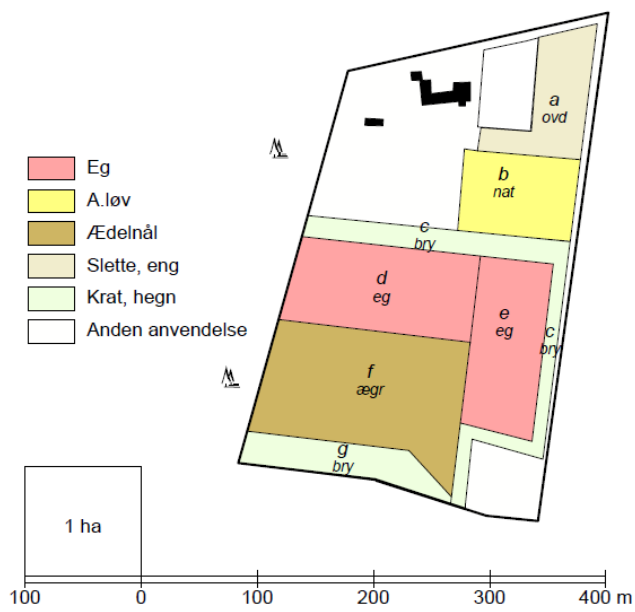 a
ovd
b
nat
c
bry
d
eg
e
eg
c
bry
f
ægr
g
bry
Eg
A.løv
Ædelnål
Slette, eng
Krat, hegn
Anden anvendelse
1 ha
100 0 100 200 300 400 m